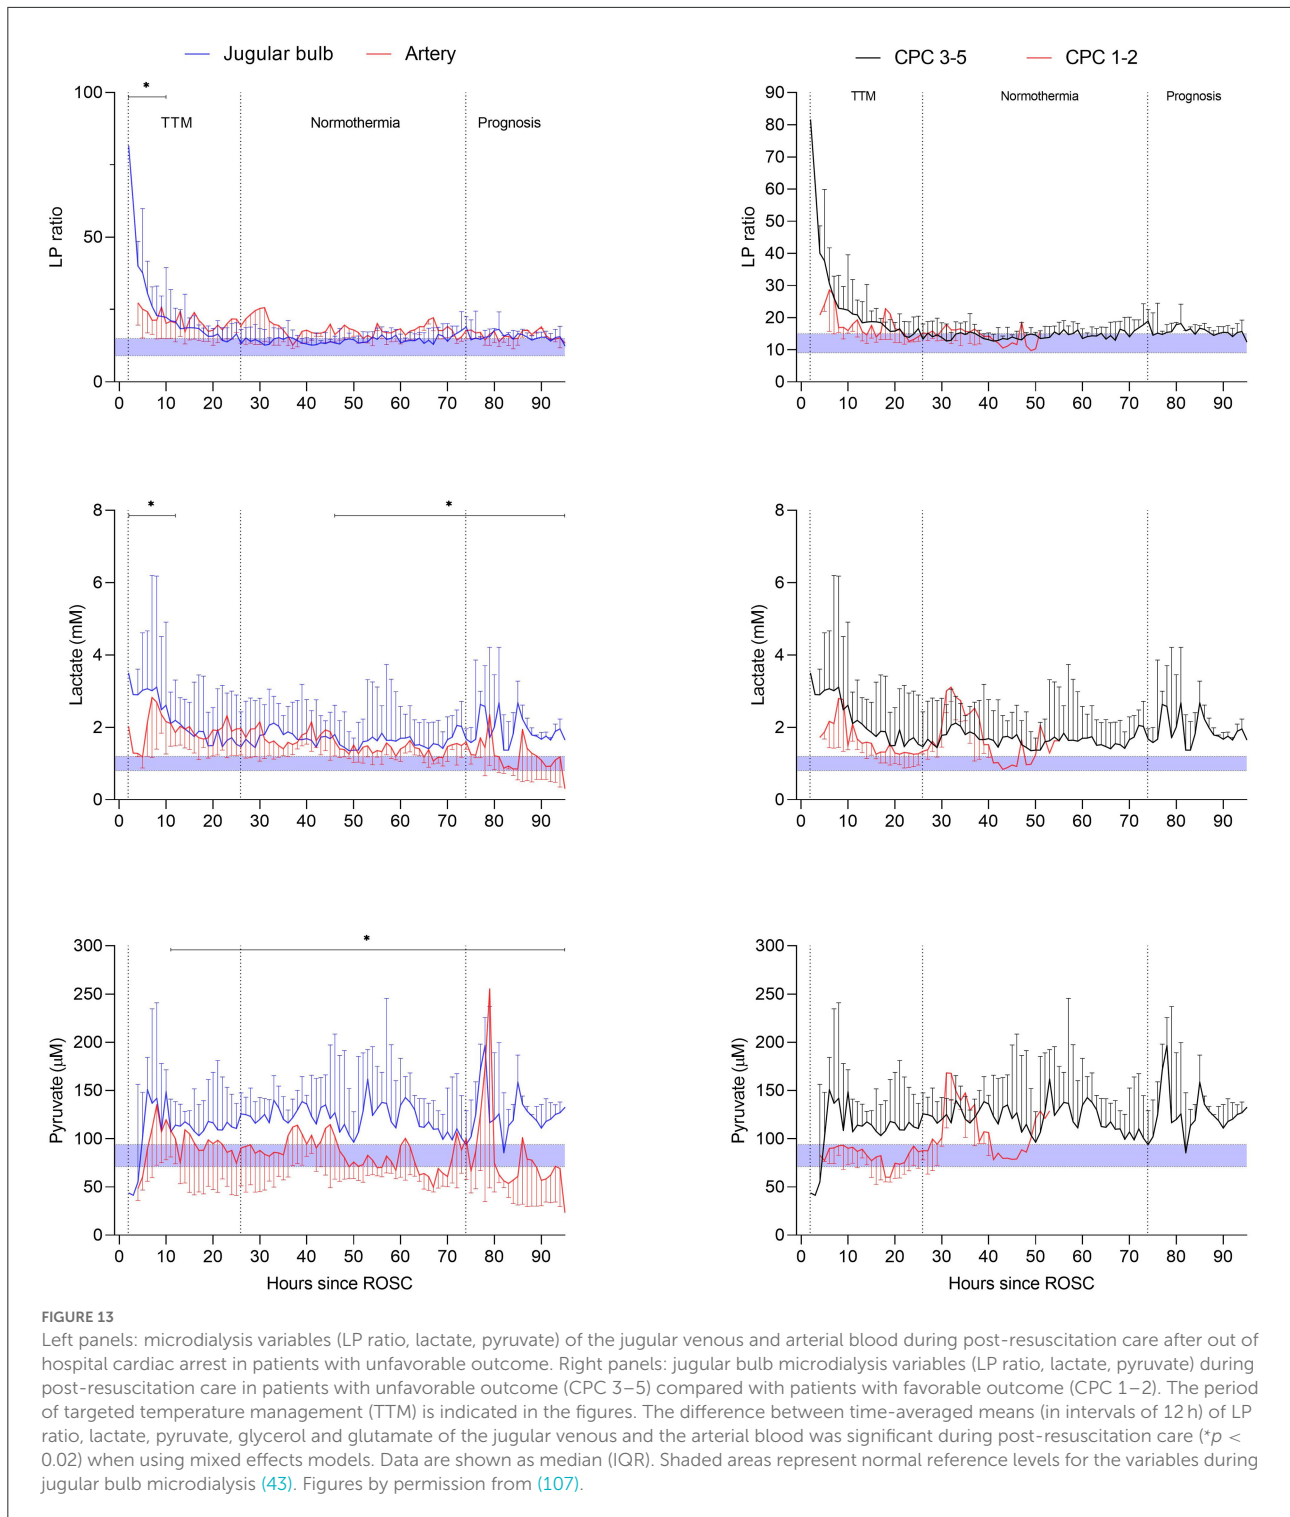 Jugular bulb Artery
CPC 3-5 CPC 1-2
100
50
0
LP ratio
*
TTM
Normothermia
Prognosis
0 10 20 30 40 50 60 70 80 90
90
80
70
60
50
40
30
20
10
0
LP ratio
TTM
Normothermia
Prognosis
0 10 20 30 40 50 60 70 80 90
8
6
4
2
0
Lactate (mM)
*
*
0 10 20 30 40 50 60 70 80 90
8
6
4
2
0
Lactate (mM)
0 10 20 30 40 50 60 70 80 90
300
250
200
150
100
50
0
Pyruvate (µM)
*
0 10 20 30 40 50 60 70 80 90
Hours since ROSC
300
250
200
150
100
50
0
Pyruvate (µM)
0 10 20 30 40 50 60 70 80 90
Hours since ROSC
FIGURE 13
Left panels: microdialysis variables (LP ratio, lactate, pyruvate) of the jugular venous and arterial blood during post-resuscitation care after out of
hospital cardiac arrest in patients with unfavorable outcome. Right panels: jugular bulb microdialysis variables (LP ratio, lactate, pyruvate) during
post-resuscitation care in patients with unfavorable outcome (CPC 3–5) compared with patients with favorable outcome (CPC 1–2). The period
of targeted temperature management (TTM) is indicated in the figures. The difference between time-averaged means (in intervals of 12 h) of LP
ratio, lactate, pyruvate, glycerol and glutamate of the jugular venous and the arterial blood was significant during post-resuscitation care (*p <
0.02) when using mixed effects models. Data are shown as median (IQR). Shaded areas represent normal reference levels for the variables during
jugular bulb microdialysis (43). Figures by permission from (107).